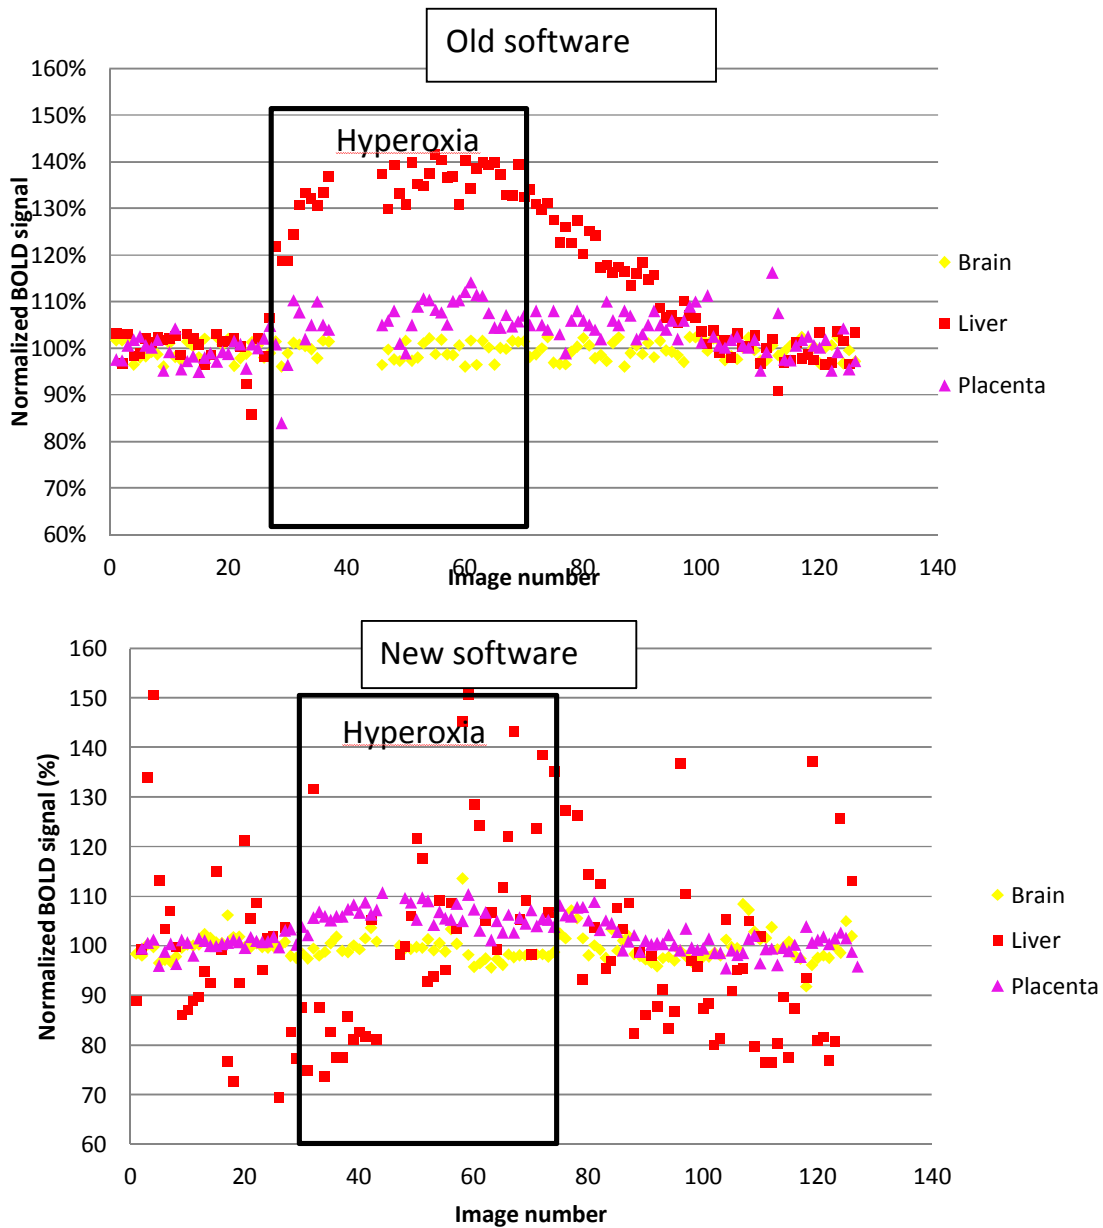 Old software
160%
150%
140%
130%
120%
110%
100%
90%
80%
70%
60%
Normalized BOLD signal
Hyperoxia
Brain
Liver
Placenta
0 20 40 60 80 100 120 140
Image number
New software
160
150
140
130
120
110
100
90
80
70
60
Normalized BOLD signal (%)
Hyperoxia
Brain
Liver
Placenta
0 20 40 60 80 100 120 140
Image number